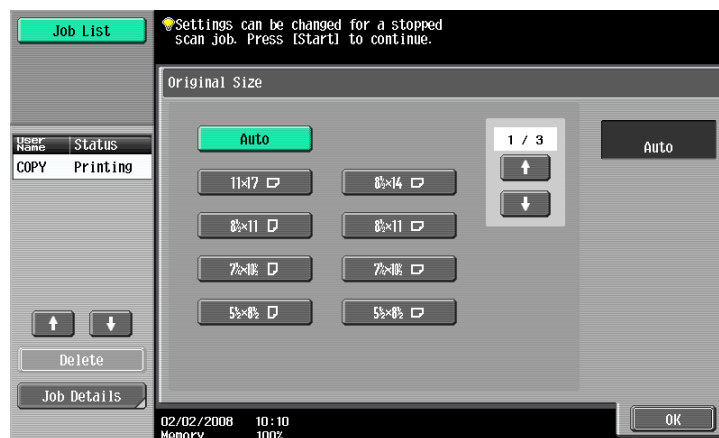 Job List
Settings can be changed for a stopped
scan job. Press [Start] to continue.
Original Size
User Name Status
COPY Printing
Auto
1 / 3
Auto
11×17
8½×14
8½×11
8½×11
7¼×10½
7¼×10½
5½×8½
5½×8½
Delete
Job Details
02/02/2008 10:10
Memory 100%
OK